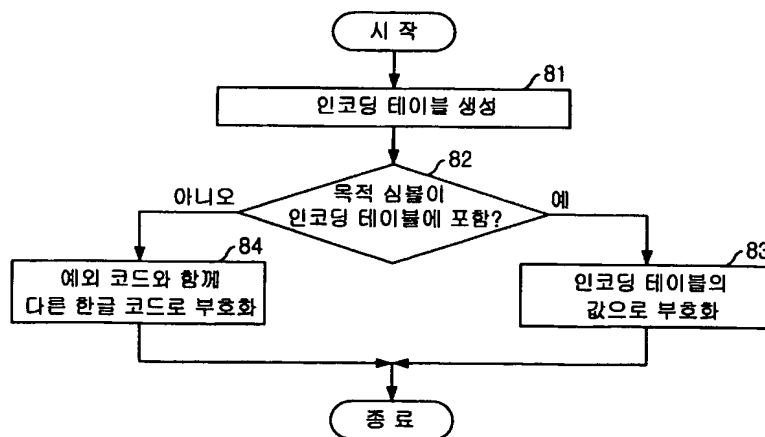 시 작
81
인코딩 테이블 생성
82
목적 심볼이
인코딩 테이블에 포함?
아니오
예
84
예외 코드와 함께
다른 한글 코드로 부호화
83
인코딩 테이블의
값으로 부호화
종 료